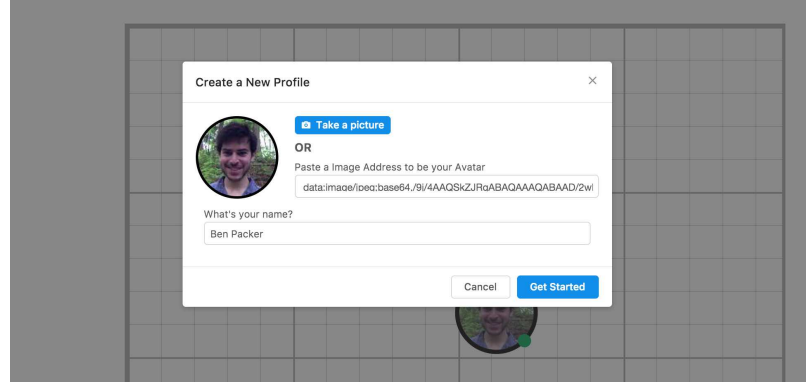 Create a New Profile
Take a picture
OR
Paste a Image Address to be your Avatar
data:image/jpeg;base64,/9j/4AAQSkZJRgABAQAAAQABAAD/2wl
What's your name?
Ben Packer
Cancel
Get Started